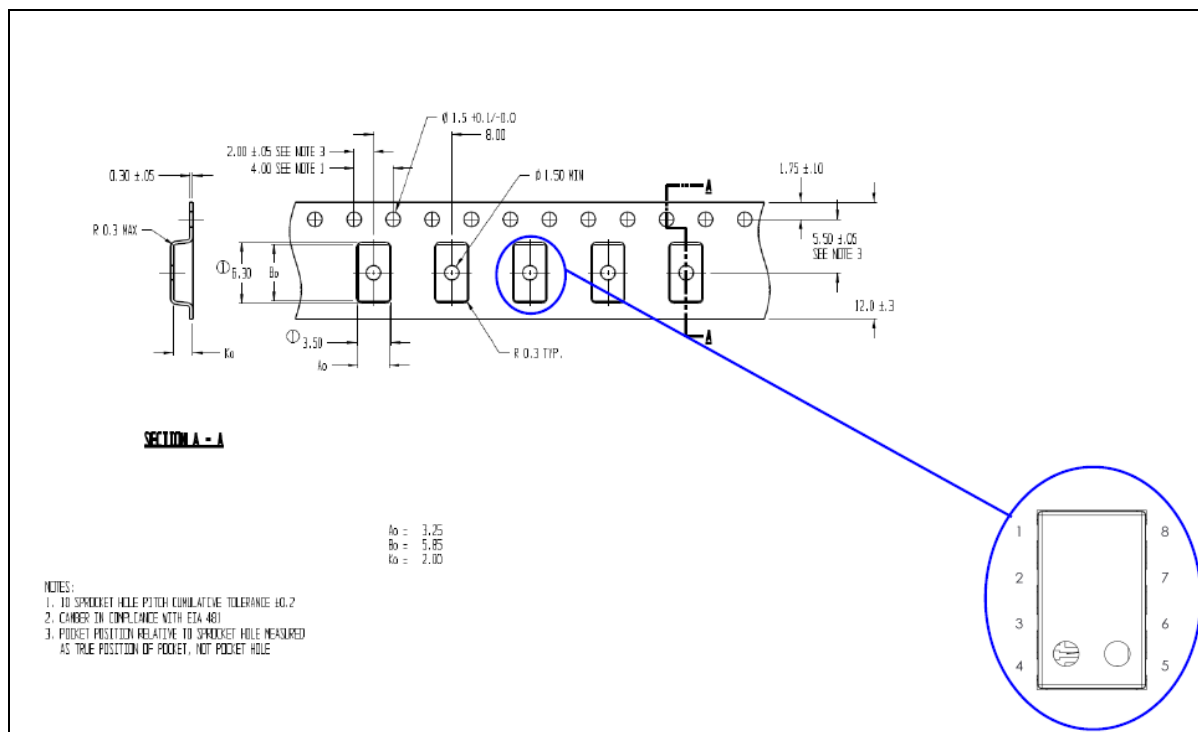 Ø 1.5 +0.1/-0.0
8.00
2.00 ±.05 SEE NOTE 3
4.00 SEE NOTE 1
0.30 ±.05
Ø 1.50 MIN
1.75 ±.10
A
R 0.3 MAX
5.50 ±.05
SEE NOTE 3
① 6.30
Bo
12.0 ±.3
① 3.50
A
R 0.3 TYP.
Ko
Ao
SECTION A - A
Ao = 3.25
Bo = 5.85
Ko = 2.00
NOTES:
1. 10 SPROCKET HOLE PITCH CUMULATIVE TOLERANCE ±0.2
2. CAMBER IN COMPLIANCE WITH EIA 481
3. POCKET POSITION RELATIVE TO SPROCKET HOLE MEASURED
AS TRUE POSITION OF POCKET, NOT POCKET HOLE
1 8
2 7
3 6
4 5